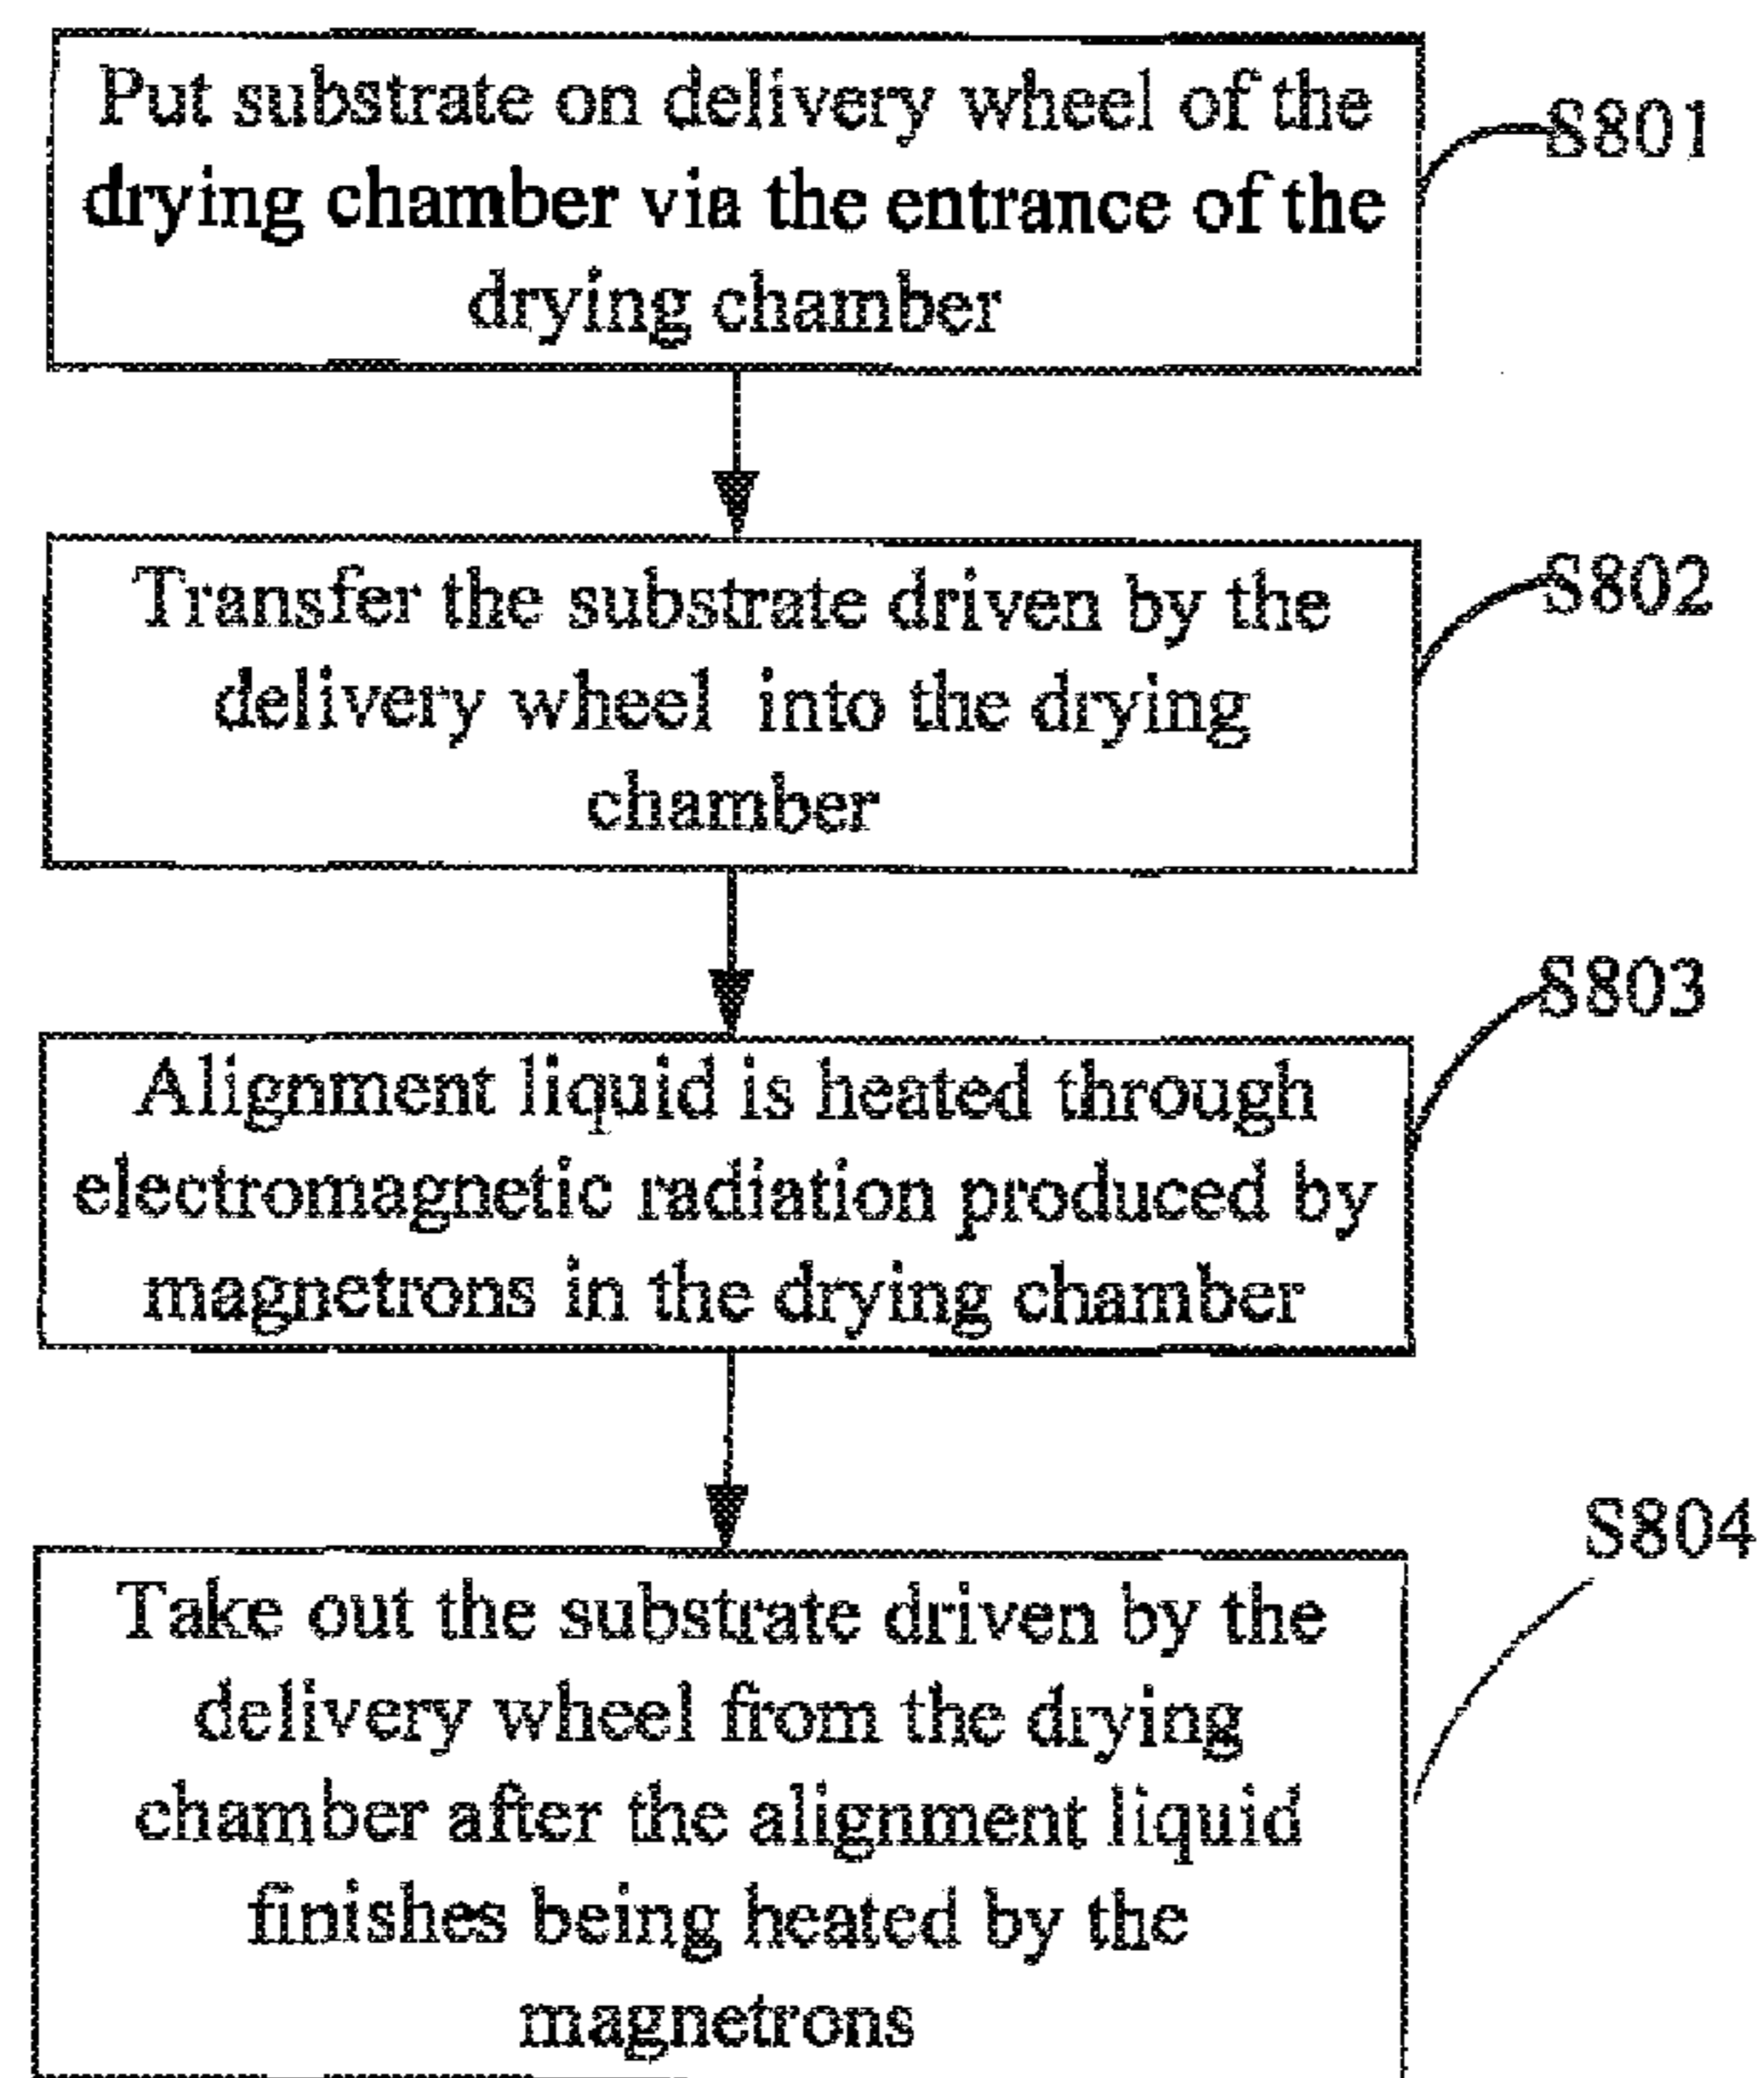 Put substrate on delivery wheel of the
drying chamber via the entrance of the
drying chamber
S801
Transfer the substrate driven by the
delivery wheel into the drying
chamber
S802
Alignment liquid is heated through
electromagnetic radiation produced by
magnetrons in the drying chamber
S803
Take out the substrate driven by the
delivery wheel from the drying
chamber after the alignment liquid
finishes being heated by the
magnetrons
S804